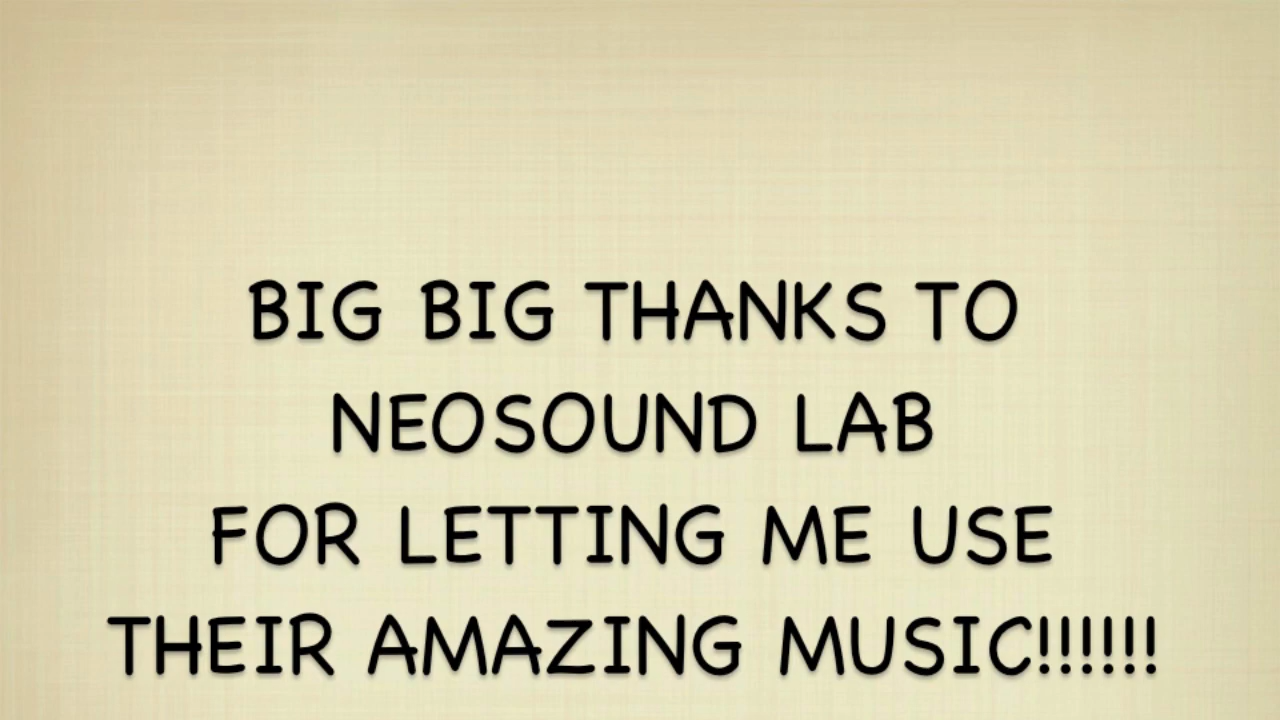 BIG BIG THANKS TO
NEOSOUND LAB
FOR LETTING ME USE
THEIR AMAZING MUSIC!!!!!!